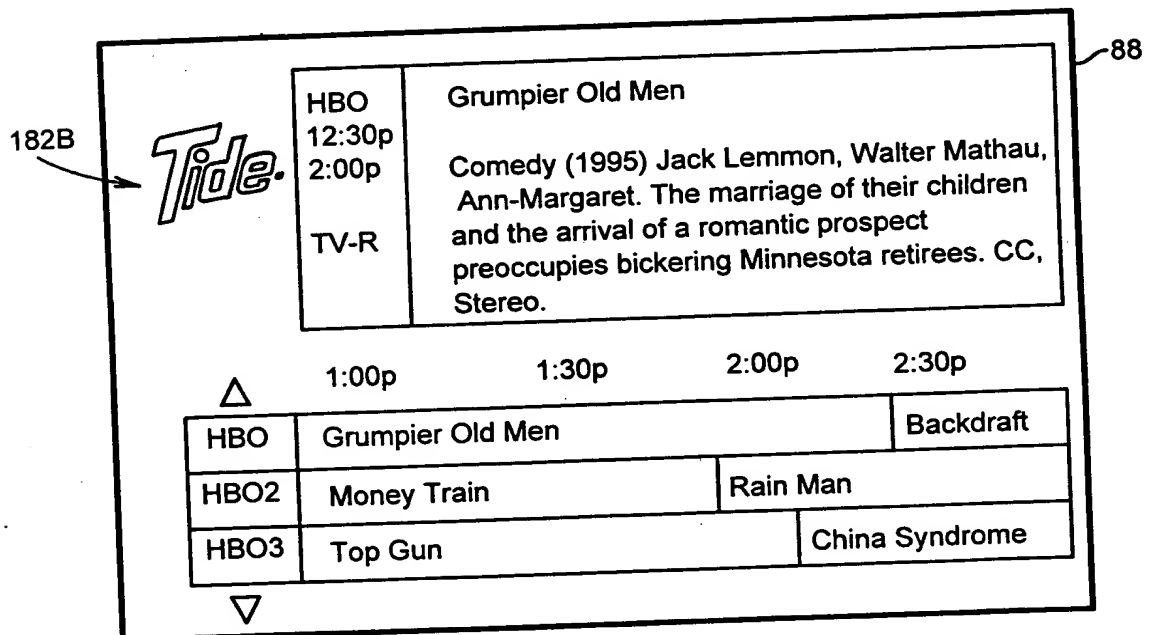 88
182B
Tide.
HBO
12:30p
2:00p
TV-R
Grumpier Old Men
Comedy (1995) Jack Lemmon, Walter Mathau,
Ann-Margaret. The marriage of their children
and the arrival of a romantic prospect
preoccupies bickering Minnesota retirees. CC,
Stereo.
1:00p 1:30p 2:00p 2:30p
HBO Grumpier Old Men Backdraft
HBO2 Money Train Rain Man
HBO3 Top Gun China Syndrome